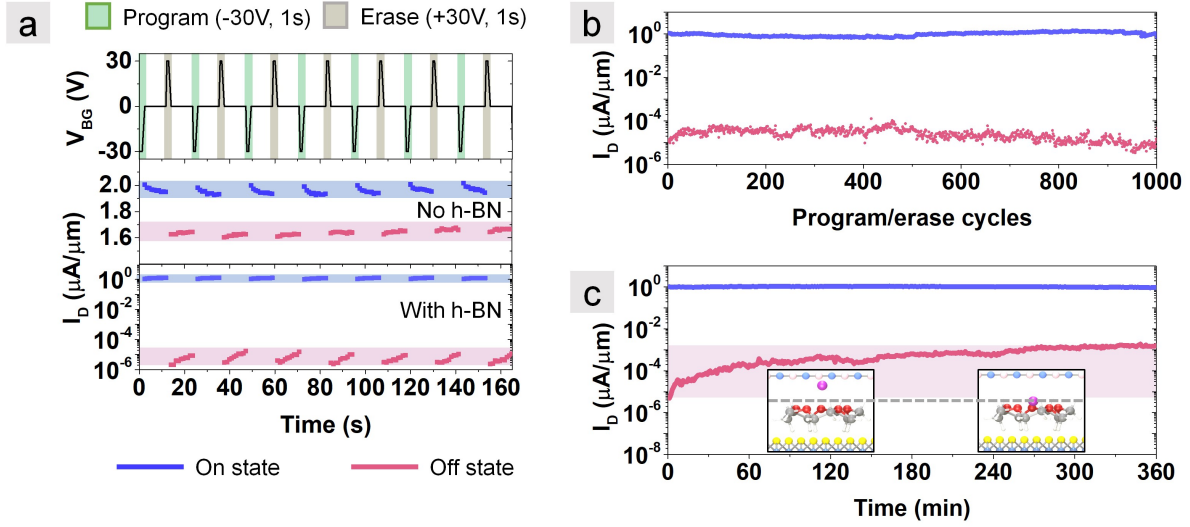 a
Program (-30V, 1s)
Erase (+30V, 1s)
30
0
-30
V_BG (V)
2.0
1.8
1.6
No h-BN
10^0
10^-2
10^-4
10^-6
With h-BN
I_D (μA/μm)
0 20 40 60 80 100 120 140 160
Time (s)
On state
Off state
b
10^0
10^-2
10^-4
10^-6
I_D (μA/μm)
0 200 400 600 800 1000
Program/erase cycles
c
10^0
10^-2
10^-4
10^-6
10^-8
I_D (μA/μm)
0 60 120 180 240 300 360
Time (min)